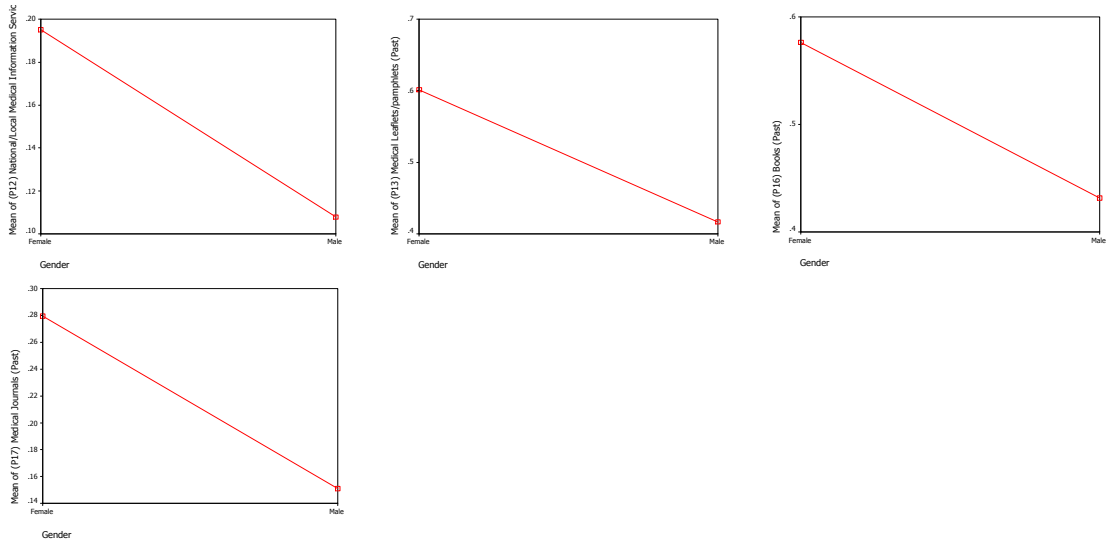 Mean of (P12) National/Local Medical Information Servic
.20
.18
.16
.14
.12
.10
Female
Male
Gender
Mean of (P13) Medical Leaflets/pamphlets (Past)
.7
.6
.5
.4
Female
Male
Gender
Mean of (P16) Books (Past)
.6
.5
.4
Female
Male
Gender
Mean of (P17) Medical Journals (Past)
.30
.28
.26
.24
.22
.20
.18
.16
.14
Female
Male
Gender